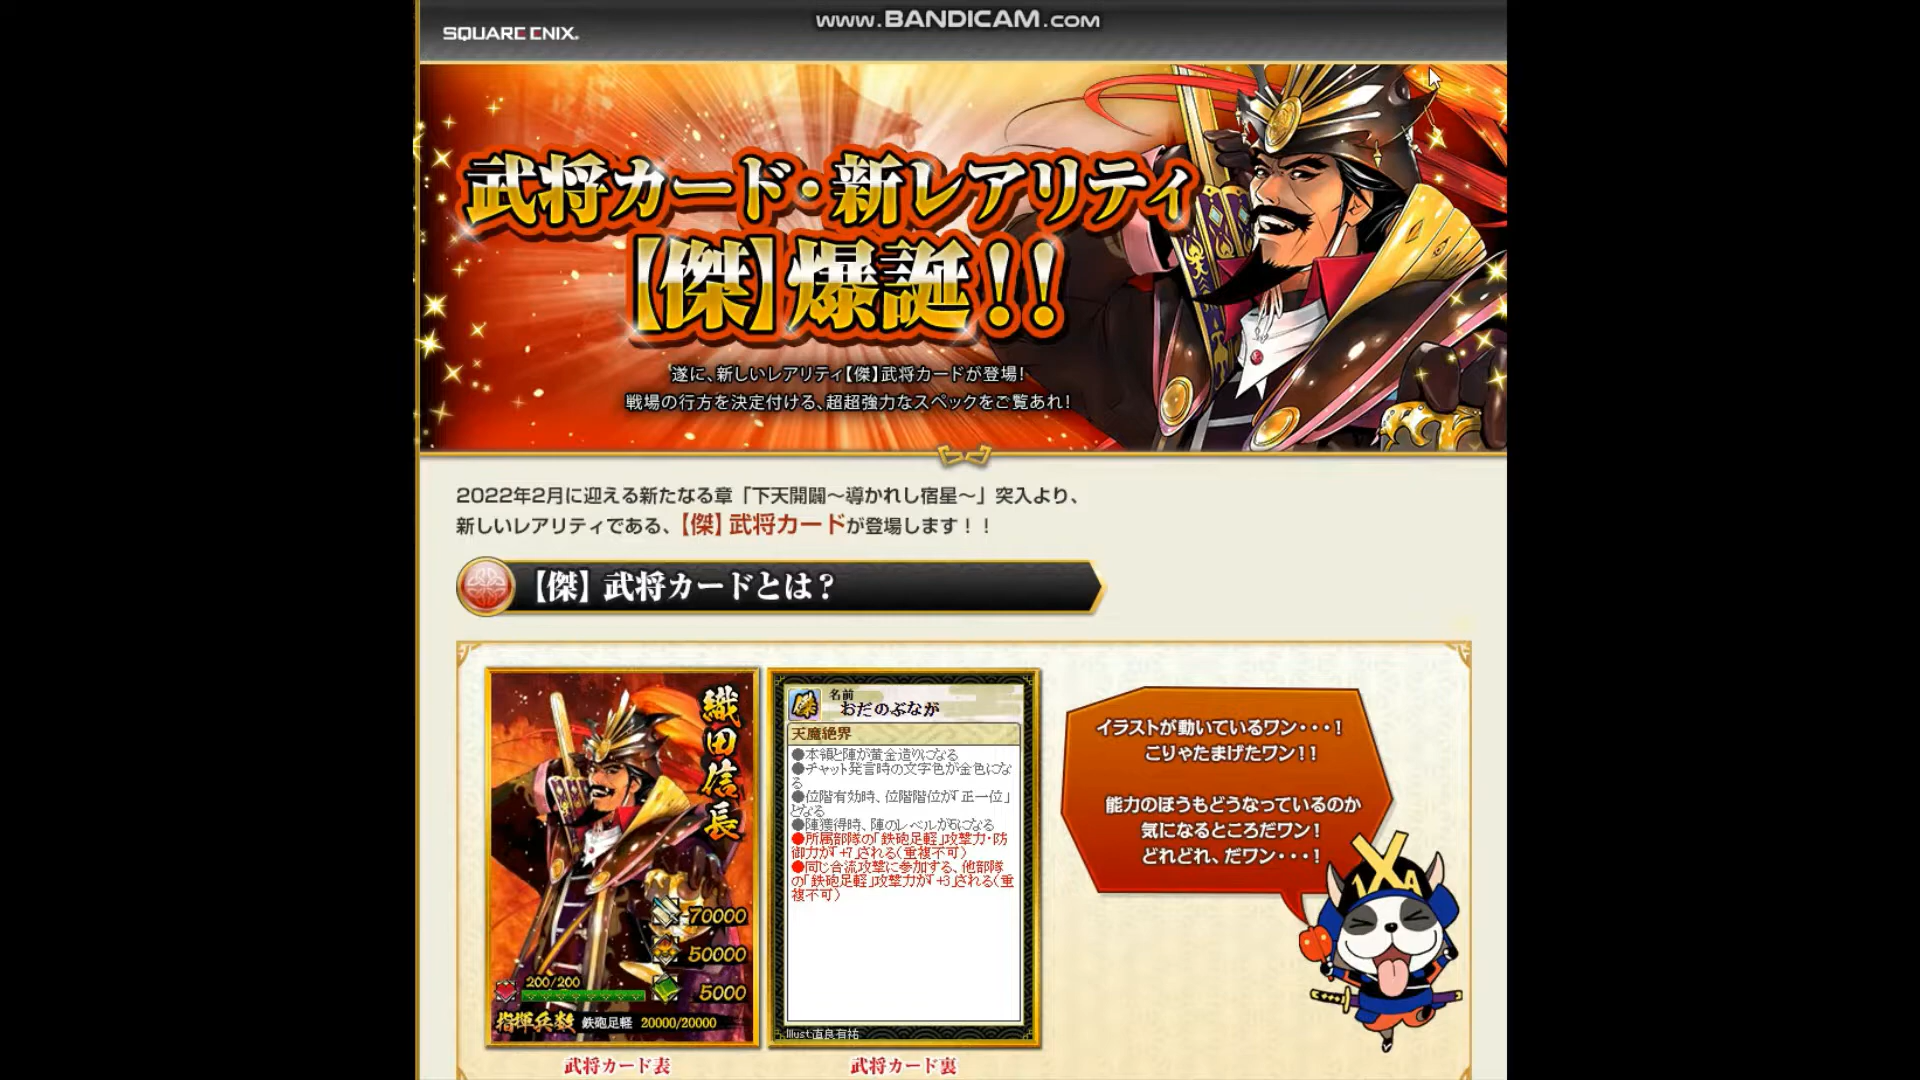 www.BANDICAM.com
SQUARE ENIX.
武将カード・新レアリティ
【傑】爆誕!!
遂に、新しいレアリティ【傑】武将カードが登場!
戦場の行方を決定付ける、超超強力なスペックをご覧あれ!
2022年2月に迎える新たなる章「下天開闢～導かれし宿星～」突入より、
新しいレアリティである、【傑】武将カードが登場します！！
【傑】武将カードとは？
織田信長
70000
50000
5000
200/200
指揮兵数 鉄砲足軽 20000/20000
武将カード表
傑 名前
おだのぶなが
天魔絶界
●本領と陣が黄金造りになる
●チャット発言時の文字色が金色にな
る
●位階有効時、位階階位が「正一位」
となる
●陣獲得時、陣のレベルが6になる
●所属部隊の「鉄砲足軽」攻撃力・防
御力が「+7」される(重複不可)
●同じ合流攻撃に参加する、他部隊
の「鉄砲足軽」攻撃力が「+3」される(重
複不可)
Illust:直良有祐
武将カード裏
イラストが動いているワン・・・!
こりゃたまげたワン!!
能力のほうもどうなっているのか
気になるところだワン!
どれどれ、だワン・・・!
IXA